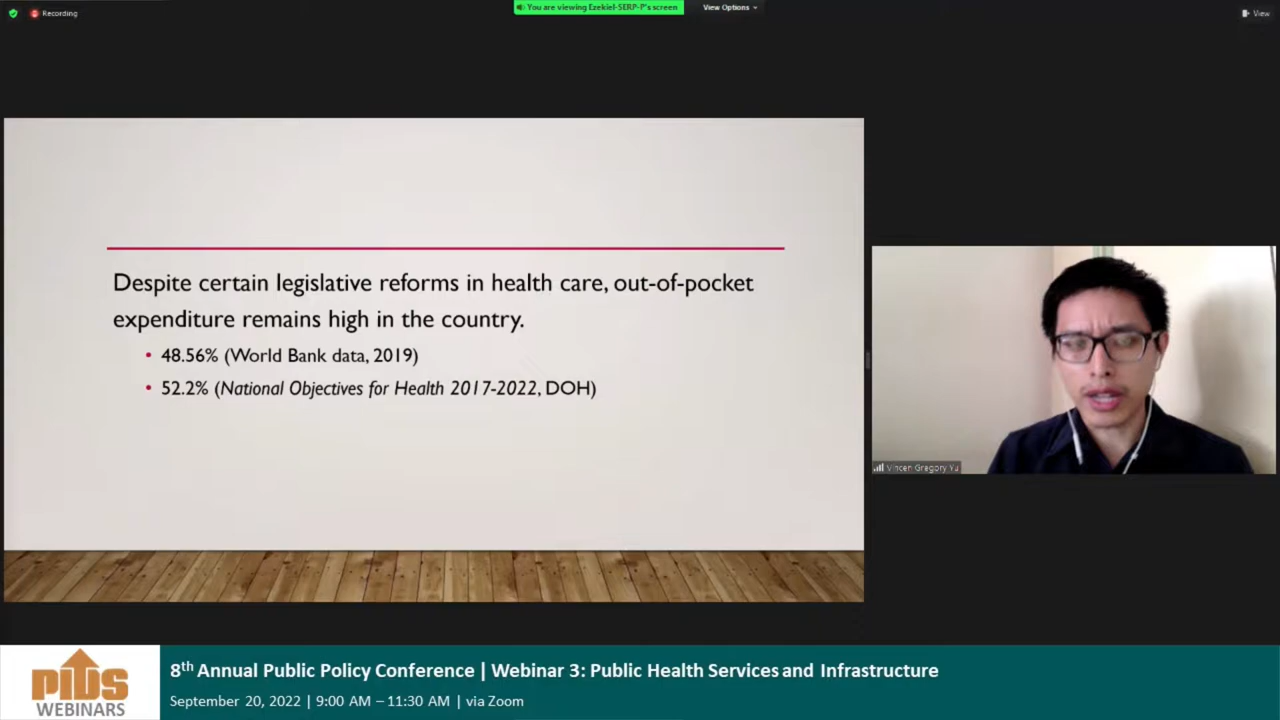 Recording
You are viewing Ezekiel-SERP-P's screen
View Options
View
Despite certain legislative reforms in health care, out-of-pocket
expenditure remains high in the country.
• 48.56% (World Bank data, 2019)
• 52.2% (National Objectives for Health 2017-2022, DOH)
Vincen Gregory Yu
PIDS
WEBINARS
8th Annual Public Policy Conference | Webinar 3: Public Health Services and Infrastructure
September 20, 2022 | 9:00 AM – 11:30 AM | via Zoom